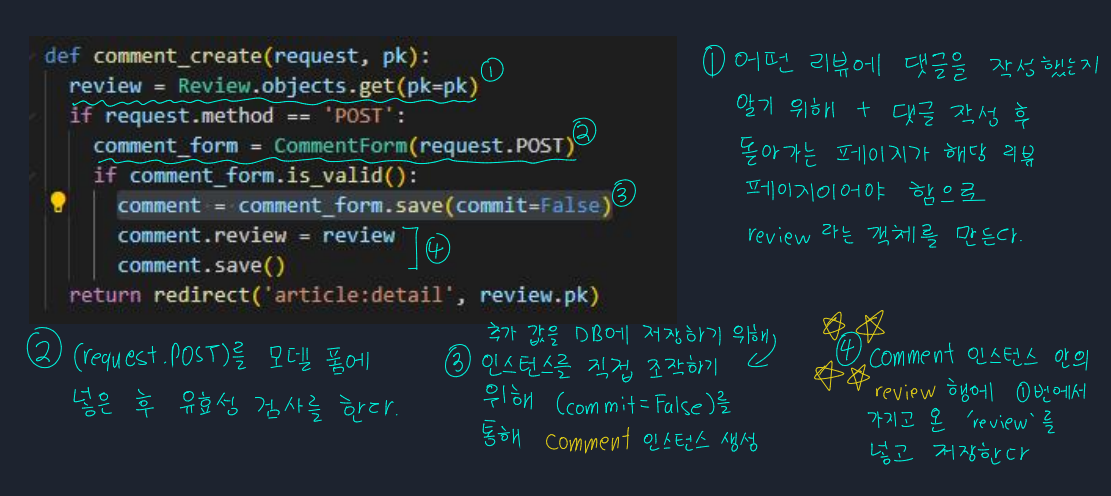 def comment_create(request, pk):
review = Review.objects.get(pk=pk) ①
if request.method == 'POST':
comment_form = CommentForm(request.POST) ②
if comment_form.is_valid():
comment = comment_form.save(commit=False) ③
comment.review = review
comment.save() ④
return redirect('article:detail', review.pk)
① 어떤 리뷰에 댓글을 작성했는지
알기 위해 + 댓글 작성 후
돌아가는 페이지가 해당 리뷰
페이지이어야 함으로
review 라는 객체를 만든다.
② (request.POST)를 모델 폼에
넣은 후 유효성 검사를 한다.
추가 값을 DB에 저장하기 위해
③ 인스턴스를 직접 조작하기
위해 (commit=False)를
통해 comment 인스턴스 생성
④ comment 인스턴스 안의
review 행에 ①번에서
가지고 온 'review'를
넣고 저장한다